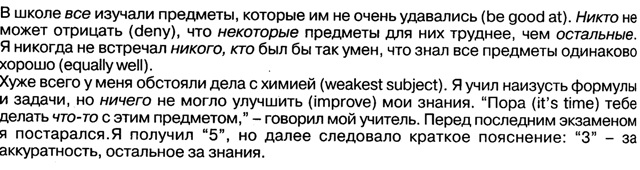 В школе все изучали предметы, которые им не очень удавались (be good at). Никто не
может отрицать (deny), что некоторые предметы для них труднее, чем остальные.
Я никогда не встречал никого, кто был бы так умен, что знал все предметы одинаково
хорошо (equally well).
Хуже всего у меня обстояли дела с химией (weakest subject). Я учил наизусть формулы
и задачи, но ничего не могло улучшить (improve) мои знания. “Пора (it’s time) тебе
делать что-то с этим предметом,” – говорил мой учитель. Перед последним экзаменом
я постарался.Я получил “5”, но далее следовало краткое пояснение: “3” – за
аккуратность, остальное за знания.